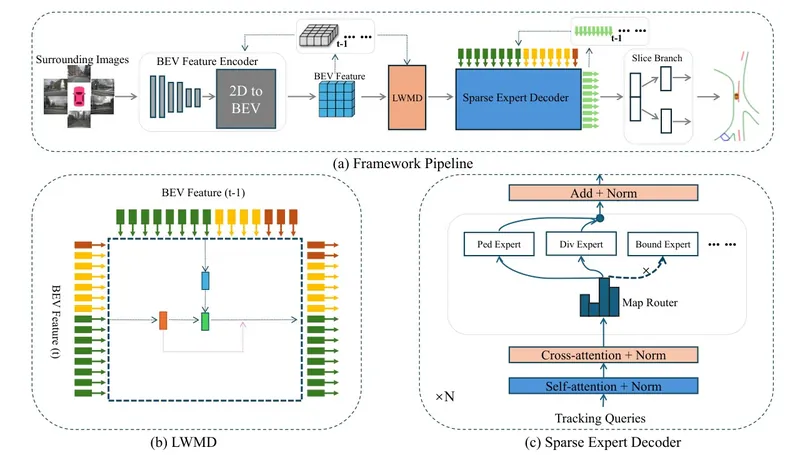 Surrounding Images
BEV Feature Encoder
2D to
BEV
t-1
... ...
BEV Feature
LWMD
Sparse Expert Decoder
t-1
... ...
Slice Branch
(a) Framework Pipeline
BEV Feature (t-1)
BEV Feature (t)
(b) LWMD
Add + Norm
Ped Expert
Div Expert
Bound Expert
... ...
×
Map Router
Cross-attention + Norm
Self-attention + Norm
×N
Tracking Queries
(c) Sparse Expert Decoder